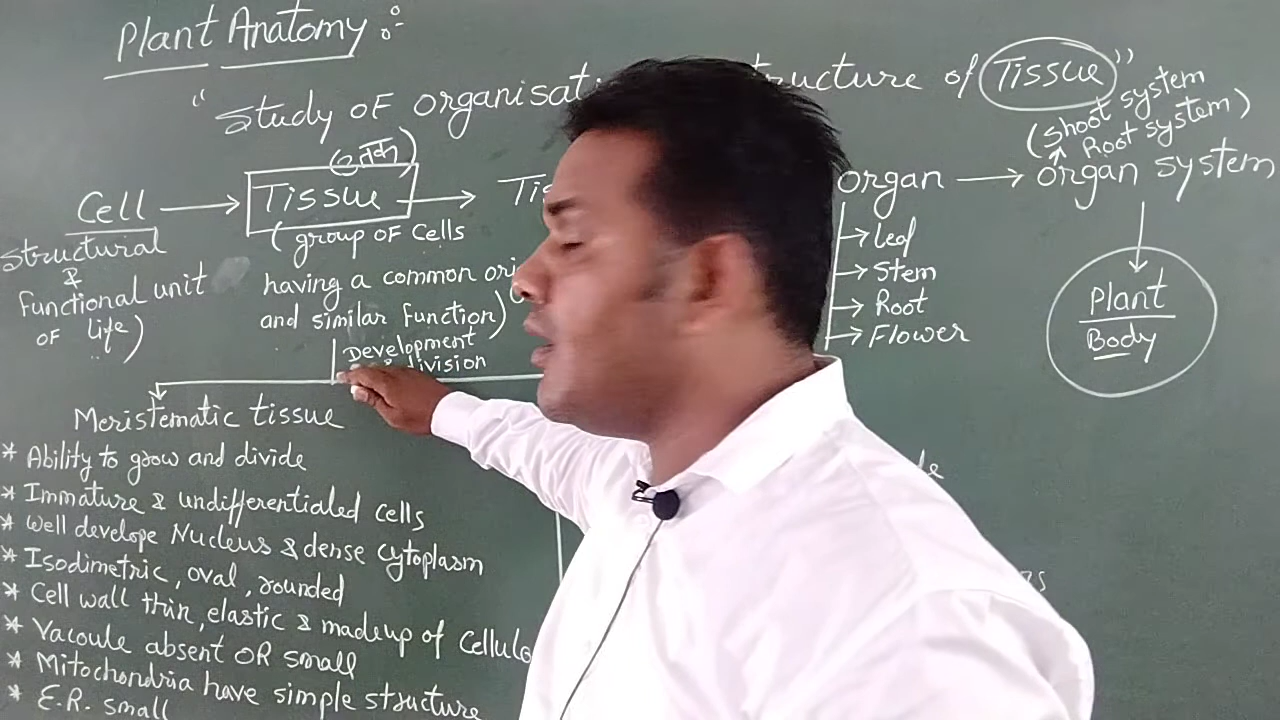 Plant Anatomy :-
" Study of organisat tructure of Tissue "
(Shoot system
Root system)
(ऊतक)
Cell → Tissue → Tis organ → organ system
Structural
&
functional unit
of life)
(group of cells
having a common ori
and similar function)
Development
division
→ Leaf
→ Stem
→ Root
→ Flower
Plant
Body
Meristematic tissue
* Ability to grow and divide
* Immature & undifferentialed cells
* Well develope Nucleus & dense cytoplasm
* Isodimetric, oval, rounded
* Cell wall thin, elastic & madeup of Cellulo
* Vacoule absent OR small
* Mitochondria have simple structure
* E.R. small